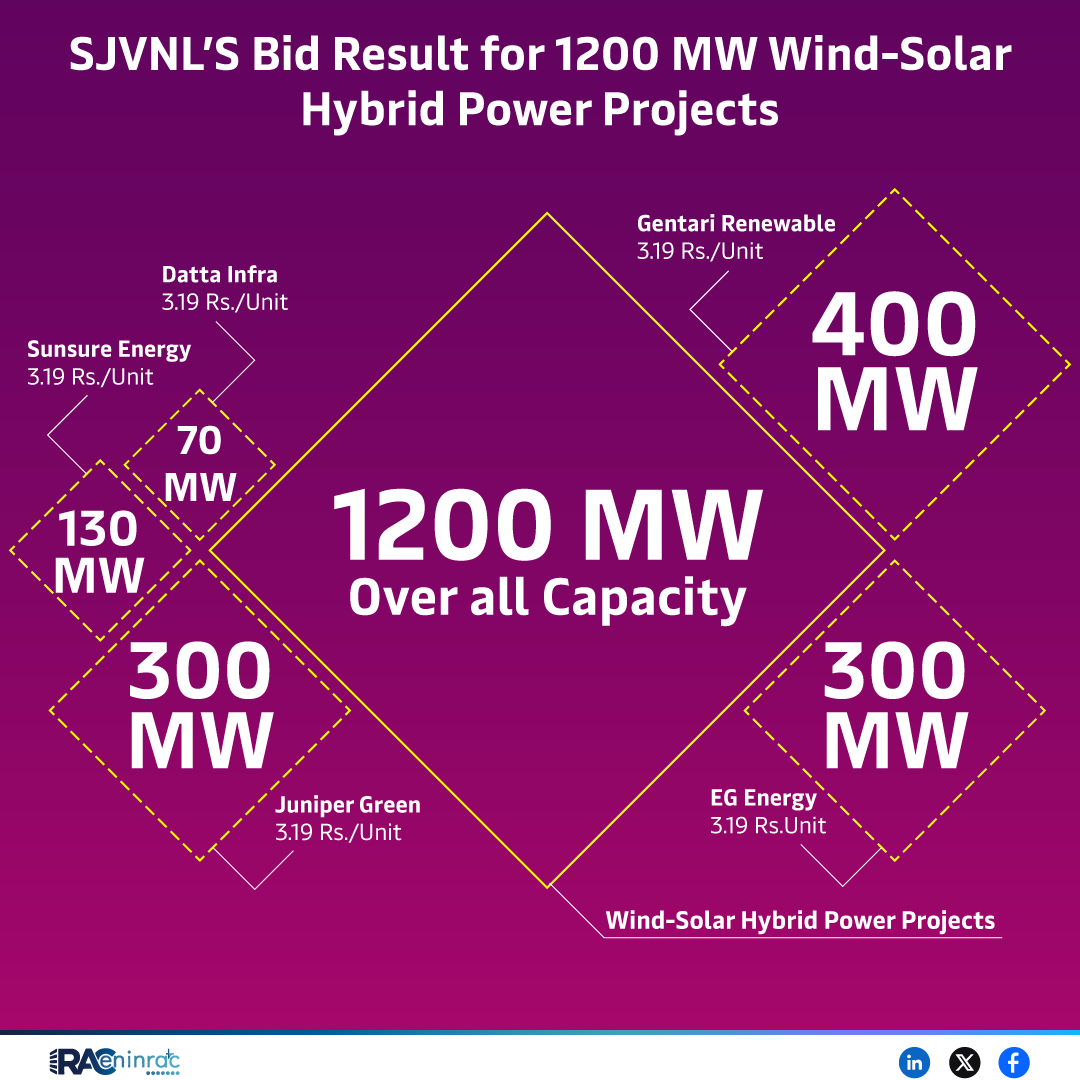 SJVNL'S Bid Result for 1200 MW Wind-Solar
Hybrid Power Projects
Gentari Renewable
3.19 Rs./Unit
400
MW
Datta Infra
3.19 Rs./Unit
70
MW
Sunsure Energy
3.19 Rs./Unit
130
MW
1200 MW
Over all Capacity
300
MW
Juniper Green
3.19 Rs./Unit
300
MW
EG Energy
3.19 Rs.Unit
Wind-Solar Hybrid Power Projects
RACeninrac
in
X
f